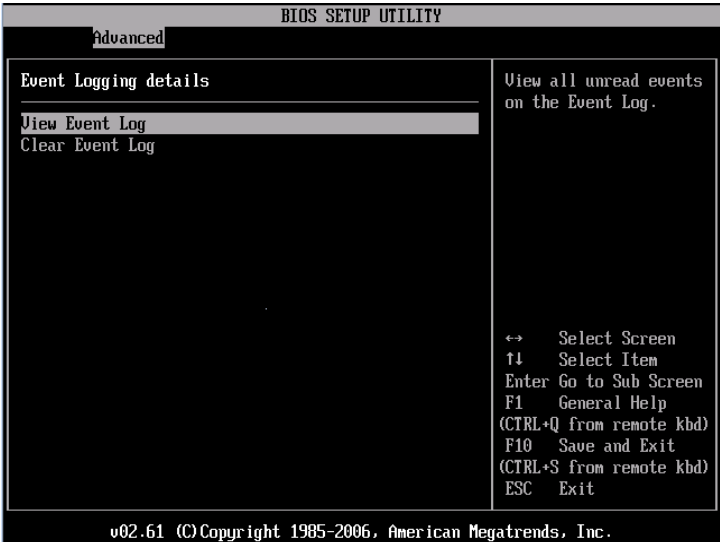 BIOS SETUP UTILITY
Advanced
Event Logging details
View Event Log
Clear Event Log
View all unread events
on the Event Log.
↔ Select Screen
↑↓ Select Item
Enter Go to Sub Screen
F1 General Help
(CTRL+Q from remote kbd)
F10 Save and Exit
(CTRL+S from remote kbd)
ESC Exit
v02.61 (C)Copyright 1985-2006, American Megatrends, Inc.